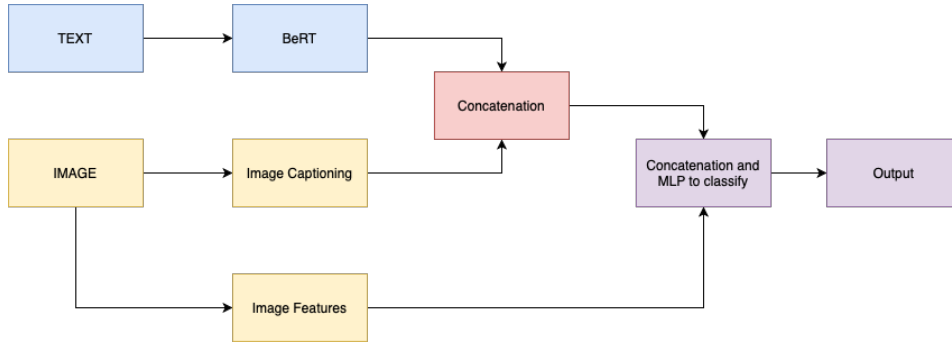 TEXT
BeRT
Concatenation
IMAGE
Image Captioning
Concatenation and
MLP to classify
Output
Image Features